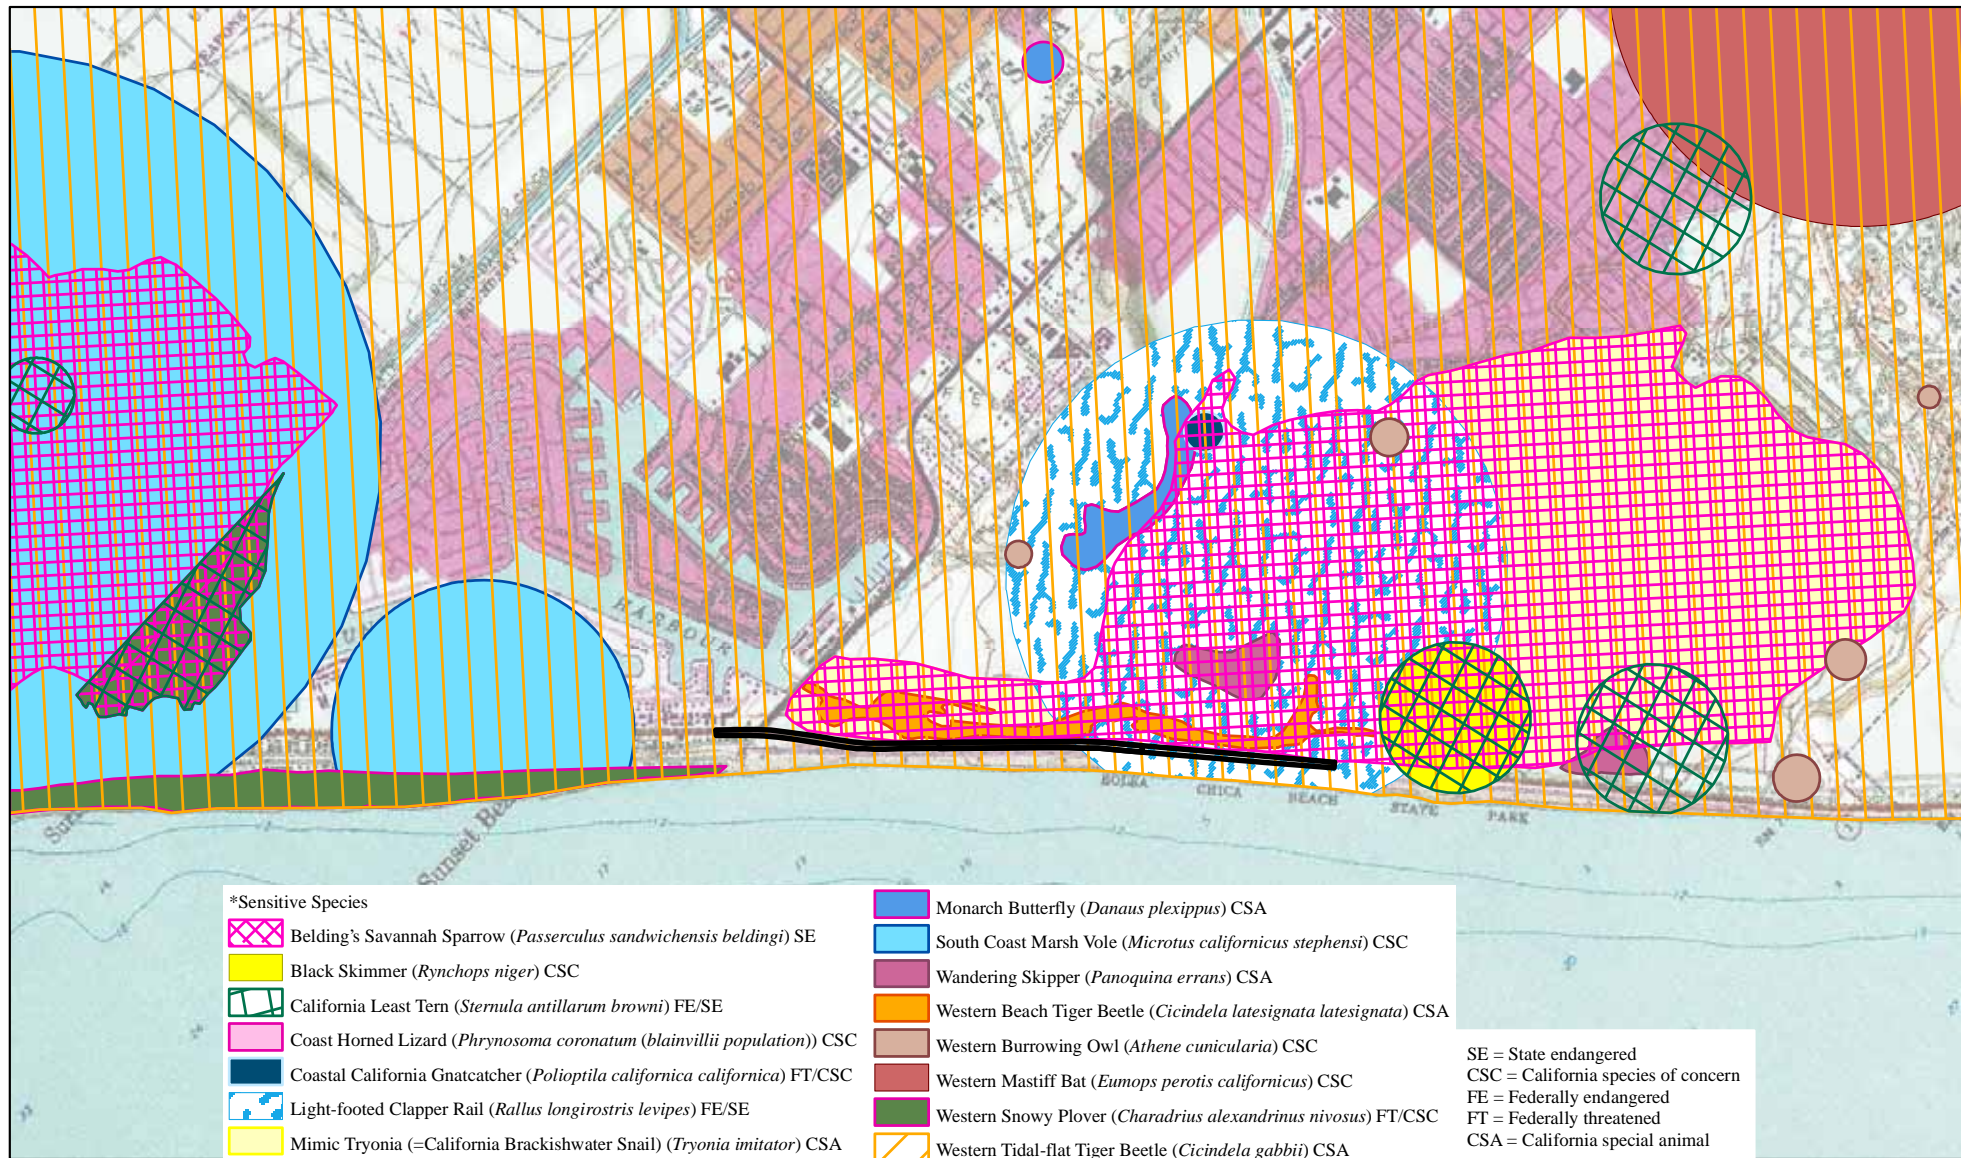 HARBOUR
BOLSA CHICA BEACH STATE PARK
Sunset Bea
*Sensitive Species
Belding's Savannah Sparrow (Passerculus sandwichensis beldingi) SE
Black Skimmer (Rynchops niger) CSC
California Least Tern (Sternula antillarum browni) FE/SE
Coast Horned Lizard (Phrynosoma coronatum (blainvillii population)) CSC
Coastal California Gnatcatcher (Polioptila californica californica) FT/CSC
Light-footed Clapper Rail (Rallus longirostris levipes) FE/SE
Mimic Tryonia (=California Brackishwater Snail) (Tryonia imitator) CSA
Monarch Butterfly (Danaus plexippus) CSA
South Coast Marsh Vole (Microtus californicus stephensi) CSC
Wandering Skipper (Panoquina errans) CSA
Western Beach Tiger Beetle (Cicindela latesignata latesignata) CSA
Western Burrowing Owl (Athene cunicularia) CSC
Western Mastiff Bat (Eumops perotis californicus) CSC
Western Snowy Plover (Charadrius alexandrinus nivosus) FT/CSC
Western Tidal-flat Tiger Beetle (Cicindela gabbii) CSA
SE = State endangered
CSC = California species of concern
FE = Federally endangered
FT = Federally threatened
CSA = California special animal